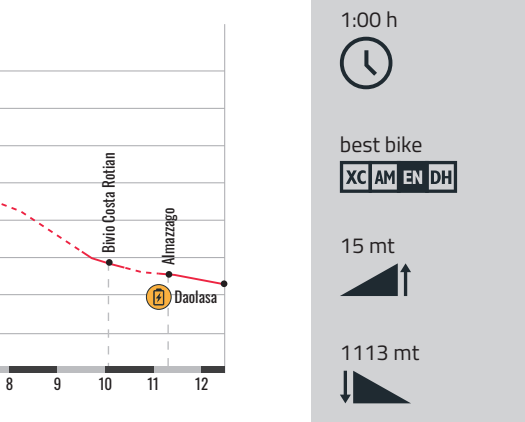 Bivio Costa Rotian
Almazzago
Daolasa
8 9 10 11 12
1:00 h
best bike
XC AM EN DH
15 mt
1113 mt